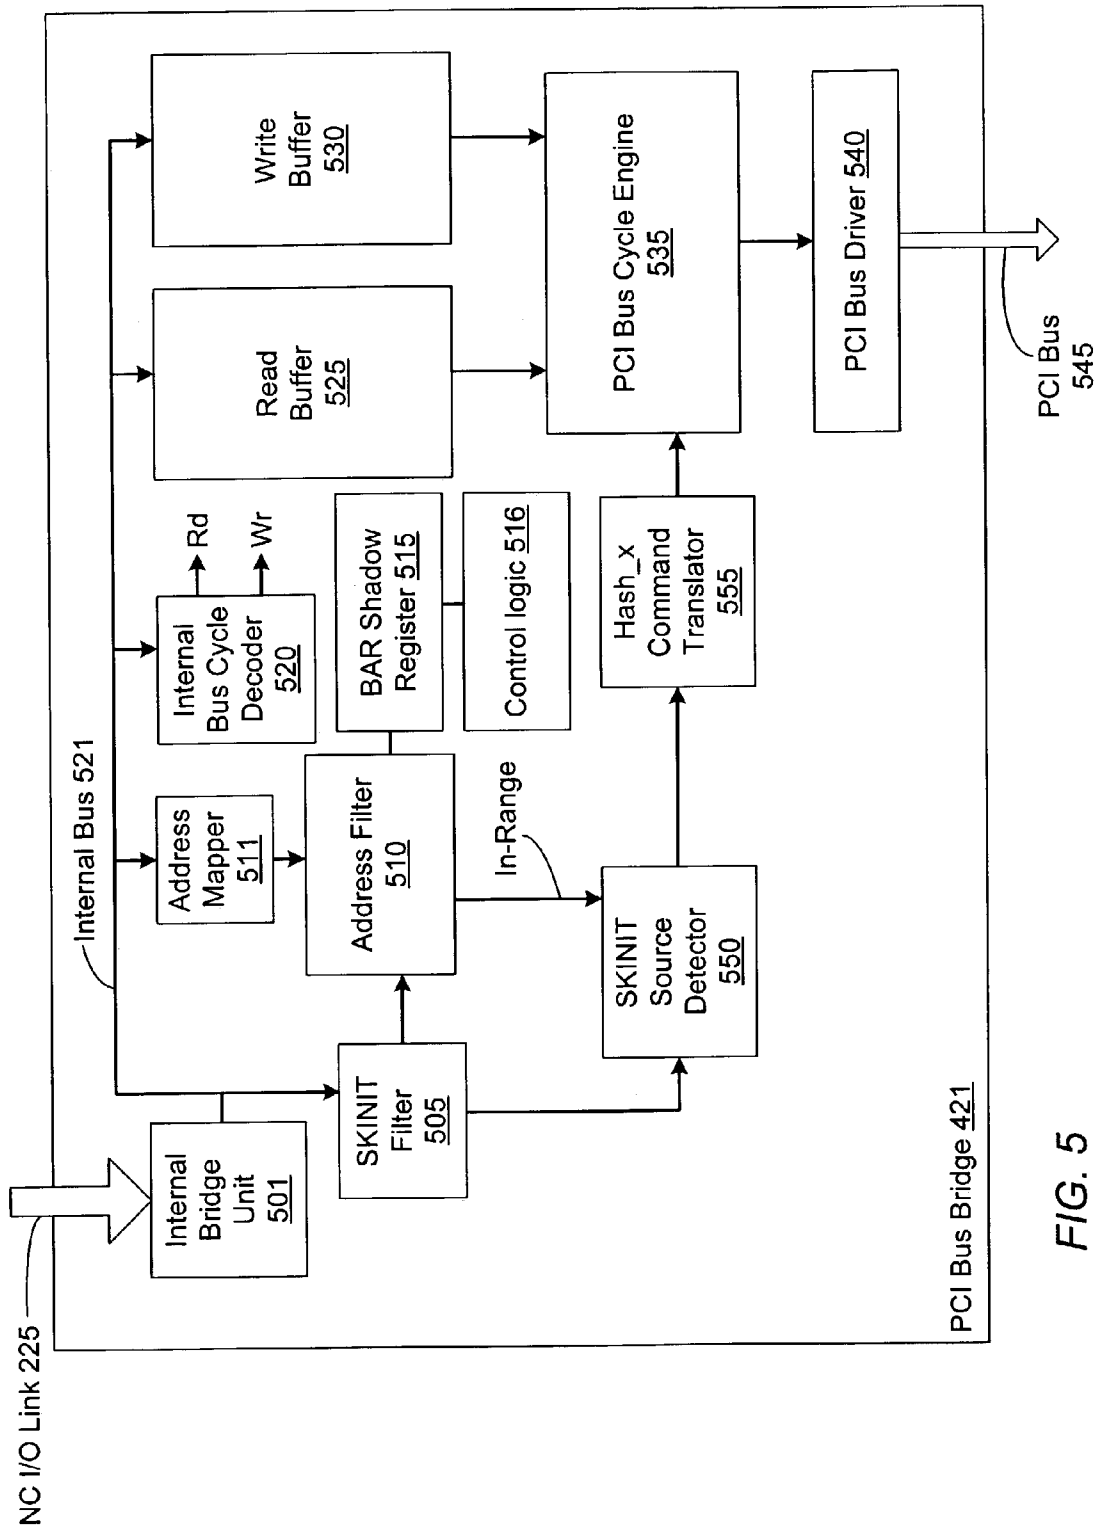 NC I/O Link 225
Internal Bus 521
Internal
Bridge
Unit
501
Address
Mapper
511
Internal
Bus Cycle
Decoder
520
Rd
Wr
Read
Buffer
525
Write
Buffer
530
SKINIT
Filter
505
Address Filter
510
BAR Shadow
Register 515
Control logic 516
In-Range
SKINIT
Source
Detector
550
Hash_x
Command
Translator
555
PCI Bus Cycle Engine
535
PCI Bus Driver 540
PCI Bus Bridge 421
PCI Bus
545
FIG. 5